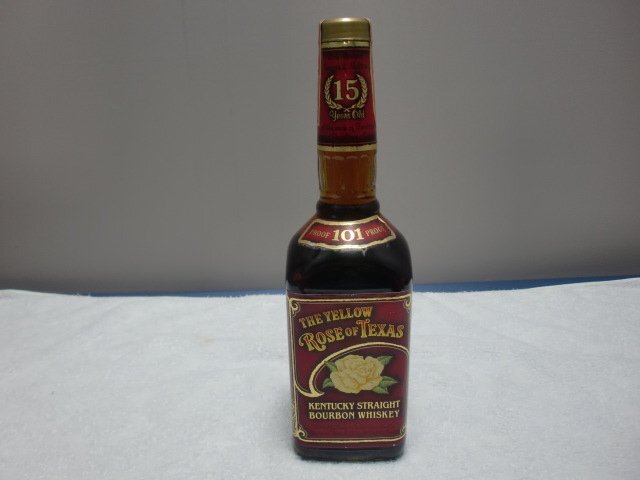 15
Years Old
PROOF 101 PROOF
THE YELLOW
ROSE OF TEXAS
KENTUCKY STRAIGHT
BOURBON WHISKEY